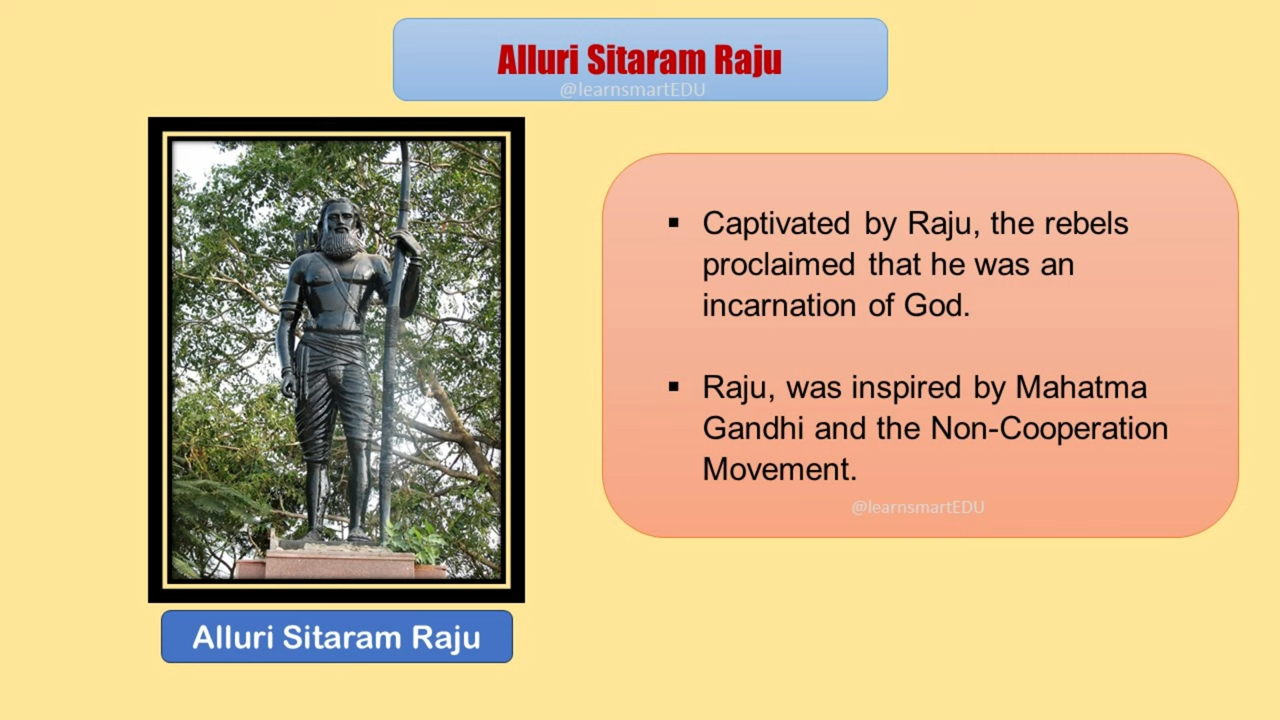 Alluri Sitaram Raju
@learnsmartEDU
▪ Captivated by Raju, the rebels
proclaimed that he was an
incarnation of God.
▪ Raju, was inspired by Mahatma
Gandhi and the Non-Cooperation
Movement.
@learnsmartEDU
Alluri Sitaram Raju